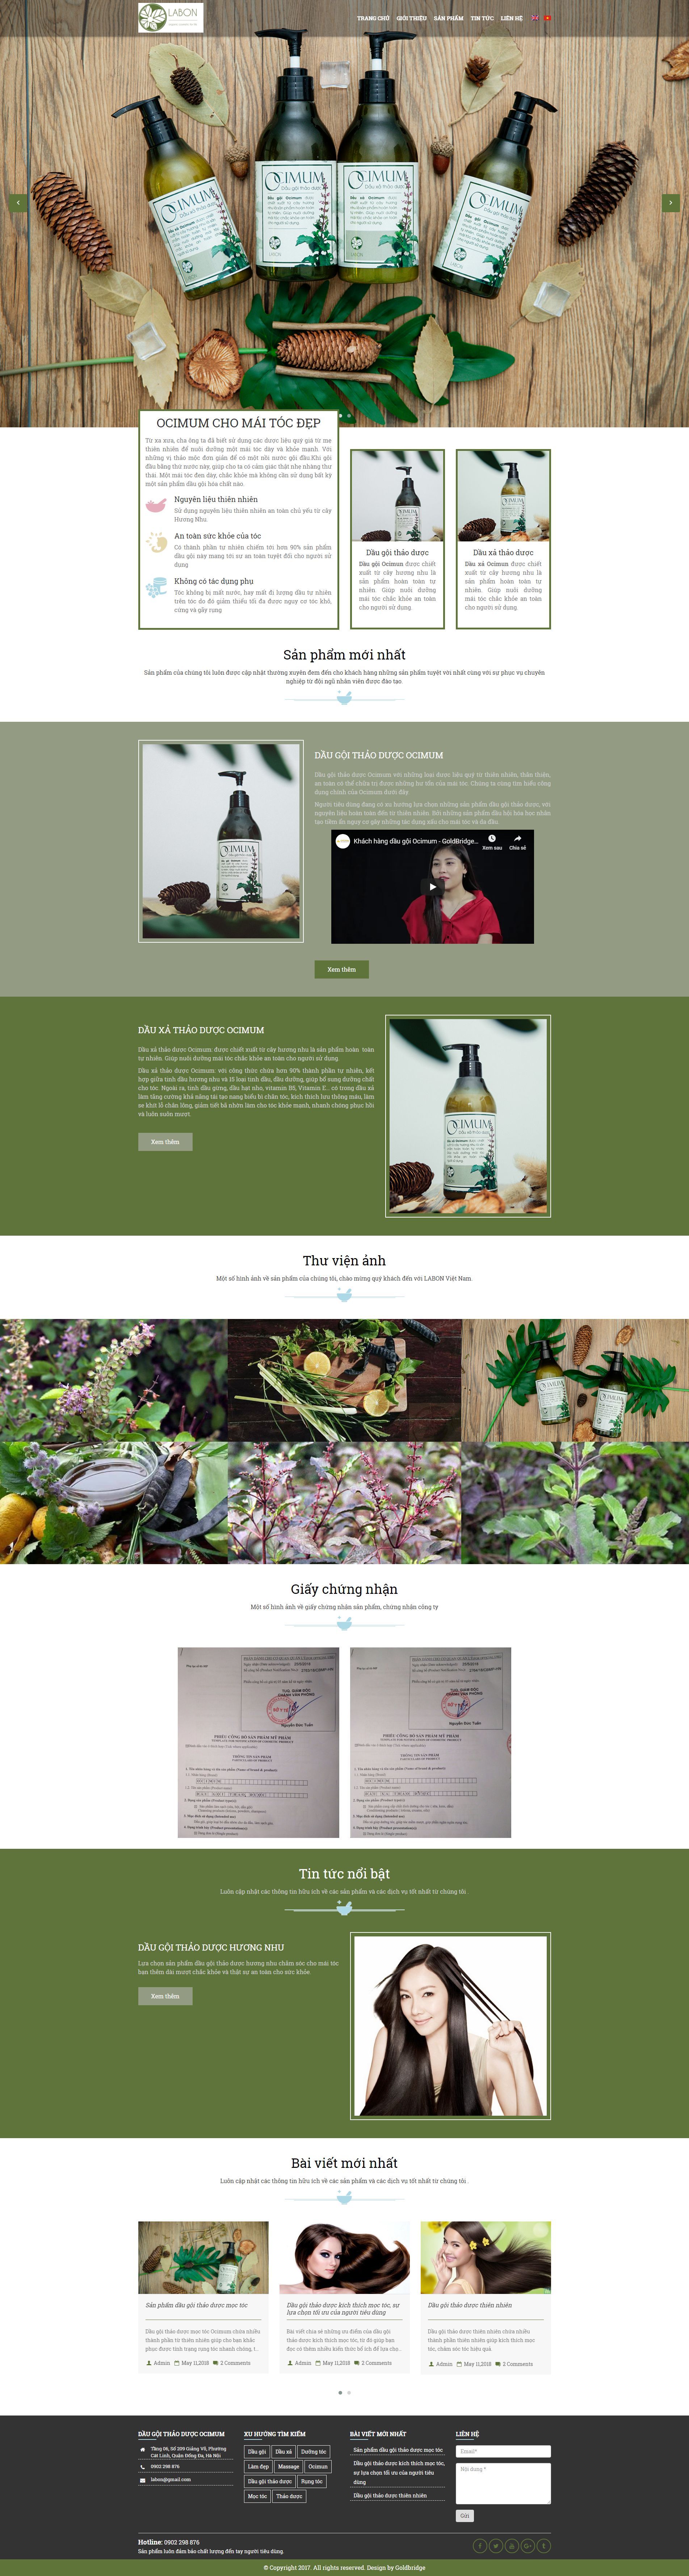 LABON
TRANG CHỦ GIỚI THIỆU SẢN PHẨM TIN TỨC LIÊN HỆ
OCIMUM
Dầu gội thảo dược
OCIMUM
Dầu xả thảo dược
OCIMUM CHO MÁI TÓC ĐẸP
Từ xa xưa, cha ông ta đã biết sử dụng các dược liệu quý giá từ mẹ
thiên nhiên để nuôi dưỡng một mái tóc dày và khỏe mạnh. Với
những vị thảo mộc đơn giản để có một nồi nước gội đầu.Khi gội
đầu bằng thứ nước này, giúp cho ta có cảm giác thật nhẹ nhàng thư
thái. Một mái tóc đen dày, chắc khỏe mà không cần sử dụng bất kỳ
một sản phẩm dầu gội hóa chất nào.
Nguyên liệu thiên nhiên
Sử dụng nguyên liệu thiên nhiên an toàn chủ yếu từ cây
Hương Nhu.
An toàn sức khỏe của tóc
Có thành phần tự nhiên chiếm tới hơn 90% sản phẩm
dầu gội này mang tới sự an toàn tuyệt đối cho người sử
dụng
Không có tác dụng phụ
Tóc không bị mất nước, hay mất đi lượng dầu tự nhiên
trên tóc do đó giảm thiểu tối đa được nguy cơ tóc khô,
cứng và gãy rụng
Dầu gội thảo dược
Dầu gội Ocimun được chiết
xuất từ cây hương nhu là
sản phẩm hoàn toàn tự
nhiên. Giúp nuôi dưỡng
mái tóc chắc khỏe an toàn
cho người sử dụng.
Dầu xả thảo dược
Dầu xả Ocimun được chiết
xuất từ cây hương nhu là
sản phẩm hoàn toàn tự
nhiên. Giúp nuôi dưỡng
mái tóc chắc khỏe an toàn
cho người sử dụng
Sản phẩm mới nhất
Sản phẩm của chúng tôi luôn được cập nhật thường xuyên đem đến cho khách hàng những sản phẩm tuyệt vời nhất cùng với sự phục vụ chuyên
nghiệp từ đội ngũ nhân viên được đào tạo.
DẦU GỘI THẢO DƯỢC OCIMUM
Dầu gội thảo dược Ocimum với những loại dược liệu quý từ thiên nhiên, thân thiện,
an toàn có thể chữa trị được những hư tổn của mái tóc. Chúng ta cùng tìm hiểu công
dụng chính của Ocimum dưới đây
Người tiêu dùng đang có xu hướng lựa chọn những sản phẩm dầu gội thảo dược, với
nguyên liệu hoàn toàn đến từ thiên nhiên. Bởi những sản phẩm dầu bởi hóa học nhân
tạo tiềm ẩn nguy cơ gây những tác dụng xấu cho mái tóc và da đầu.
Khách hàng dầu gội Ocimum - GoldBridge...
Xem sau Chia sẻ
Xem thêm
DẦU XẢ THẢO DƯỢC OCIMUM
Dầu xả thảo dược Ocimum: được chiết xuất từ cây hương nhu là sản phẩm hoàn toàn
tự nhiên. Giúp nuôi dưỡng mái tóc chắc khỏe an toàn cho người sử dụng.
Dầu xả thảo dược Ocimum: với công thức chứa hơn 90% thành phần tự nhiên, kết
hợp giữa tinh dầu hương nhu và 15 loại tinh dầu, dầu dưỡng, giúp bổ sung dưỡng chất
cho tóc. Ngoài ra, tinh dầu gừng, dầu hạt nho, vitamin B5, Vitamin E... có trong dầu xả
làm tăng cường khả năng tái tạo nang biểu bì chân tóc, kích thích lưu thông máu, làm
se khít lỗ chân lông, giảm tiết bã nhờn làm cho tóc khỏe mạnh, nhanh chóng phục hồi
và luôn suôn mượt.
Xem thêm
Thư viện ảnh
Một số hình ảnh về sản phẩm của chúng tôi, chào mừng quý khách đến với LABON Việt Nam.
Giấy chứng nhận
Một số hình ảnh về giấy chứng nhận sản phẩm, chứng nhận công ty
Nguyễn Đức Tuấn
PHIẾU CÔNG BỐ SẢN PHẨM MỸ PHẨM
Tin tức nổi bật
Luôn cập nhật các thông tin hữu ích về các sản phẩm và các dịch vụ tốt nhất từ chúng tôi .
DẦU GỘI THẢO DƯỢC HƯƠNG NHU
Lựa chọn sản phẩm dầu gội thảo dược hương nhu chăm sóc cho mái tóc
bạn thêm dài mượt chắc khỏe và thật sự an toàn cho sức khỏe.
Xem thêm
Bài viết mới nhất
Luôn cập nhật các thông tin hữu ích về các sản phẩm và các dịch vụ tốt nhất từ chúng tôi .
Sản phẩm dầu gội thảo dược mọc tóc
Dầu gội thảo dược mọc tóc Ocimum chứa nhiều
thành phần từ thiên nhiên giúp cho bạn khắc
phục được tình trạng rụng tóc nhanh chóng, t...
Admin May 11,2018 2 Comments
Dầu gội thảo dược kích thích mọc tóc, sự
lựa chọn tối ưu của người tiêu dùng
Bài viết chia sẻ những ưu điểm của dầu gội
thảo dược kích thích mọc tóc, từ đó giúp bạn
đọc có thêm nhiều kiến thức bổ ích để lựa chọ...
Admin May 11,2018 2 Comments
Dầu gội thảo dược thiên nhiên
Dầu gội thảo dược thiên nhiên chứa nhiều
thành phần thiên nhiên giúp kích thích mọc
tóc, chăm sóc tóc hiệu quả.
Admin May 11,2018 2 Comments
DẦU GỘI THẢO DƯỢC OCIMUM
Tầng 06, Số 209 Giảng Võ, Phường
Cát Linh, Quận Đống Đa, Hà Nội
0902 298 876
labon@gmail.com
XU HƯỚNG TÌM KIẾM
Dầu gội Dầu xả Dưỡng tóc
Làm đẹp Massage Ocimun
Dầu gội thảo dược Rụng tóc
Mọc tóc Thảo dược
BÀI VIẾT MỚI NHẤT
Sản phẩm dầu gội thảo dược mọc tóc
Dầu gội thảo dược kích thích mọc tóc,
sự lựa chọn tối ưu của người tiêu
dùng
Dầu gội thảo dược thiên nhiên
LIÊN HỆ
Email*
Nội dung *
Gửi
Hotline: 0902 298 876
Sản phẩm luôn đảm bảo chất lượng đến tay người tiêu dùng.
© Copyright 2017. All rights reserved. Design by Goldbridge